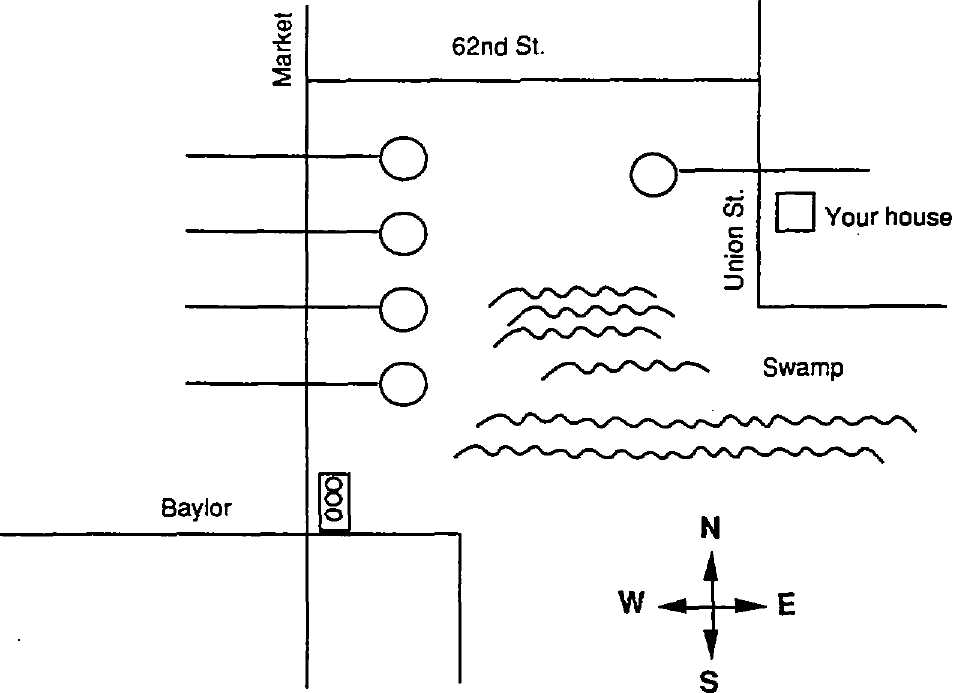 Market
62nd St.
Union St.
Your house
Swamp
Baylor
N
W
E
S